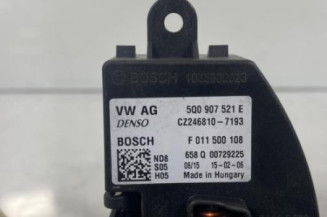 BOSCH 1039900023
VW AG 5Q0 907 521 E
DENSO CZ246810-7193
BOSCH F 011 500 108
658 Q 00729225
ND8
S05 06/15 15-02-06
H05 Made in Hungary